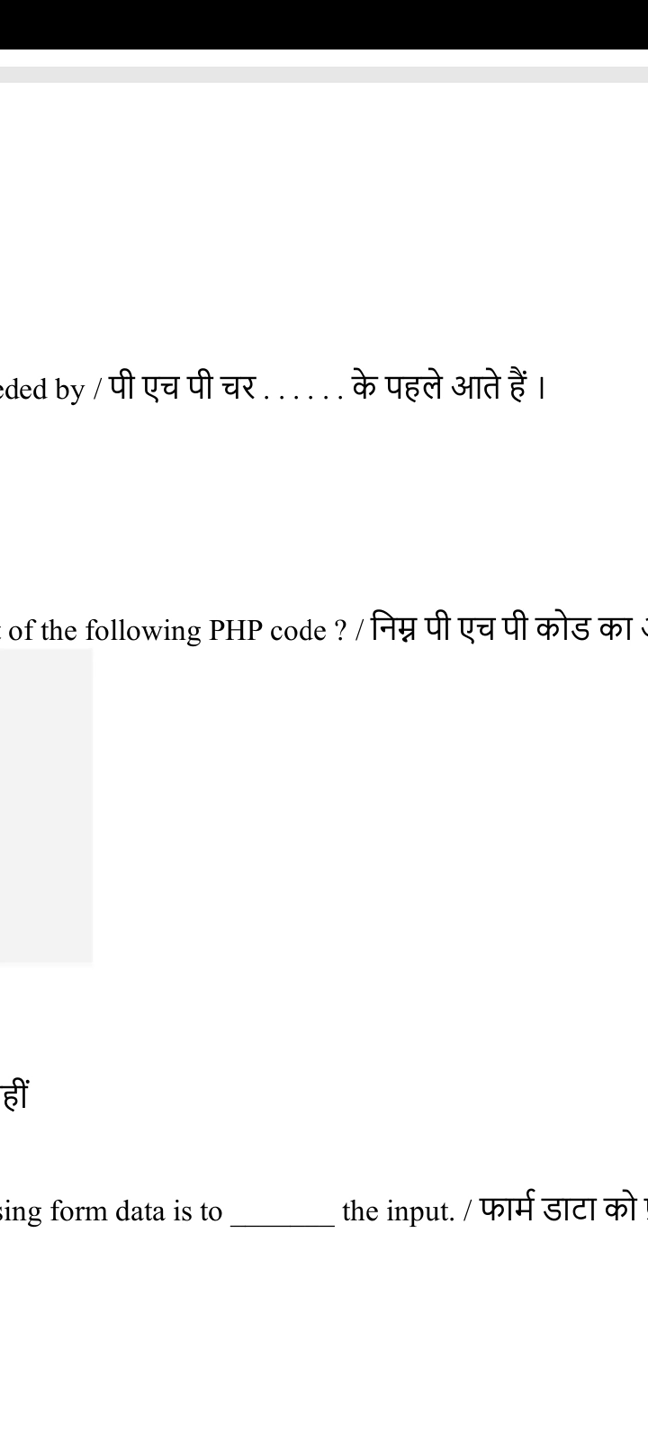 eded by / पी एच पी चर . . . . . . के पहले आते हैं ।
of the following PHP code ? / निम्न पी एच पी कोड का
हीं
sing form data is to _______ the input. / फार्म डाटा को